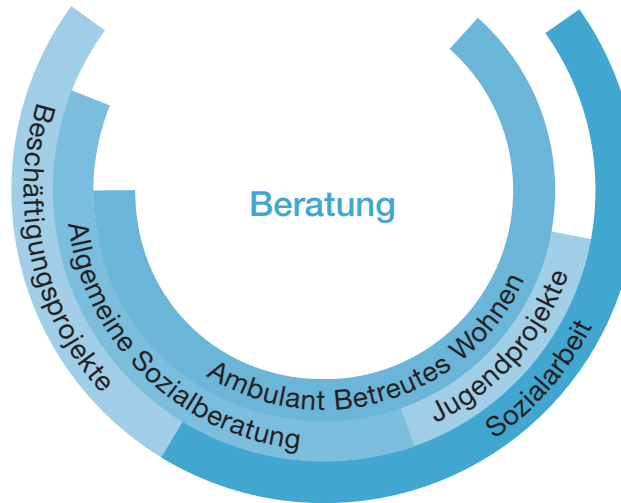 Beratung
Beschäftigungsprojekte
Allgemeine Sozialberatung
Ambulant Betreutes Wohnen
Jugendprojekte
Sozialarbeit